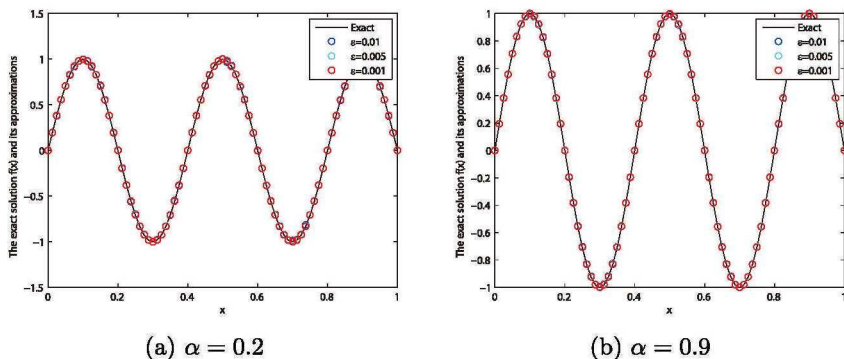 The exact solution f(x) and its approximations
1.5
1
0.5
0
-0.5
-1
-1.5
0
0.2
0.4
0.6
0.8
1
x
Exact
ε=0.01
ε=0.005
ε=0.001
(a) α = 0.2
The exact solution f(x) and its approximations
1
0.8
0.6
0.4
0.2
0
-0.2
-0.4
-0.6
-0.8
-1
0
0.2
0.4
0.6
0.8
1
x
Exact
ε=0.01
ε=0.005
ε=0.001
(b) α = 0.9